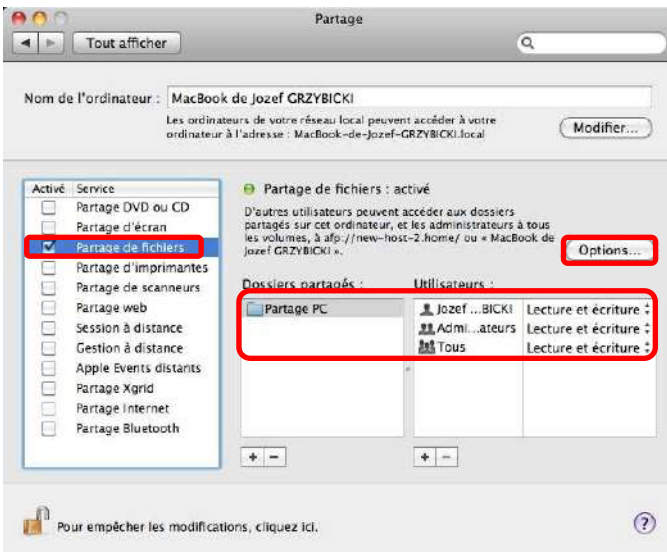 Partage
Tout afficher
Nom de l'ordinateur : MacBook de Jozef GRZYBICKI
Les ordinateurs de votre réseau local peuvent accéder à votre
ordinateur à l'adresse : MacBook-de-Jozef-GRZYBICKI.local
Modifier...
Activé Service
Partage DVD ou CD
Partage d'écran
Partage de fichiers
Partage d'imprimantes
Partage de scanneurs
Partage web
Session à distance
Gestion à distance
Apple Events distants
Partage Xgrid
Partage Internet
Partage Bluetooth
Partage de fichiers : activé
D'autres utilisateurs peuvent accéder aux dossiers
partagés sur cet ordinateur, et les administrateurs à tous
les volumes, à afp://new-host-2.home/ ou « MacBook de
Jozef GRZYBICKI ».
Options...
Dossiers partagés :
Partage PC
Utilisateurs :
Jozef ...BICKI Lecture et écriture
Admi...ateurs Lecture et écriture
Tous Lecture et écriture
+ -
+ -
Pour empêcher les modifications, cliquez ici.
?